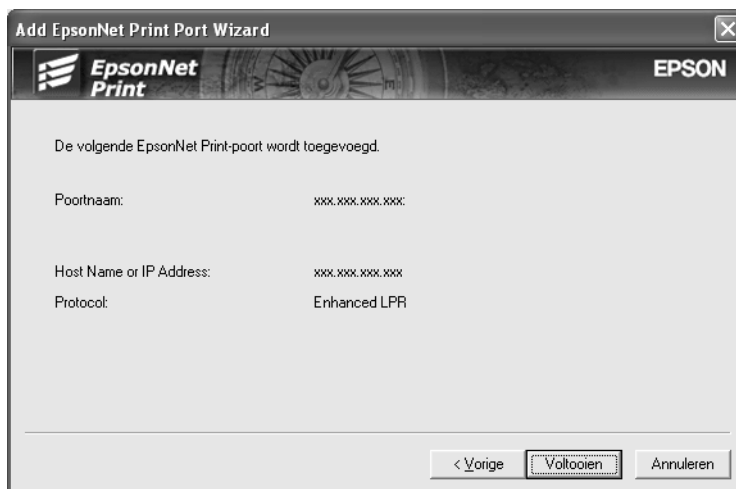 Add EpsonNet Print Port Wizard
EpsonNet
Print
EPSON
De volgende EpsonNet Print-poort wordt toegevoegd.
Poortnaam: xxx.xxx.xxx.xxx:
Host Name or IP Address: xxx.xxx.xxx.xxx
Protocol: Enhanced LPR
< Vorige Voltooien Annuleren